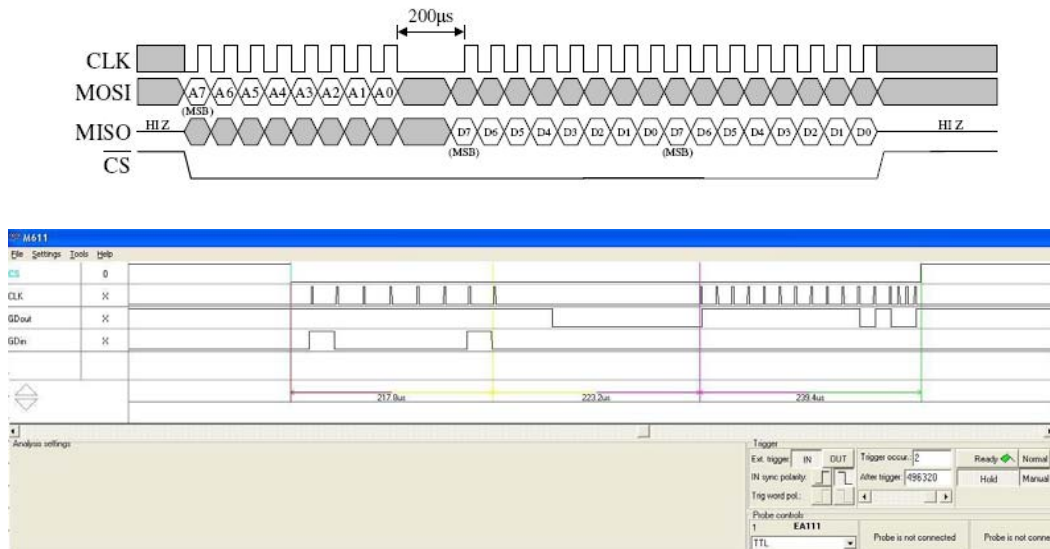 200µs
CLK
MOSI A7 A6 A5 A4 A3 A2 A1 A0
(MSB)
MISO HI Z D7 D6 D5 D4 D3 D2 D1 D0 D7 D6 D5 D4 D3 D2 D1 D0 HI Z
(MSB) (MSB)
CS
M611
File Settings Tools Help
CS 0
CLK X
GDout X
GDin X
217.8us 223.2us 239.4us
Analysis settings
Trigger
Ext. trigger: IN OUT Trigger occur.: 2 Ready Normal
IN sync polarity: After trigger: 496320 Hold Manual
Trig word pol.:
Probe controls
1 EA111
TTL Probe is not connected Probe is not conne